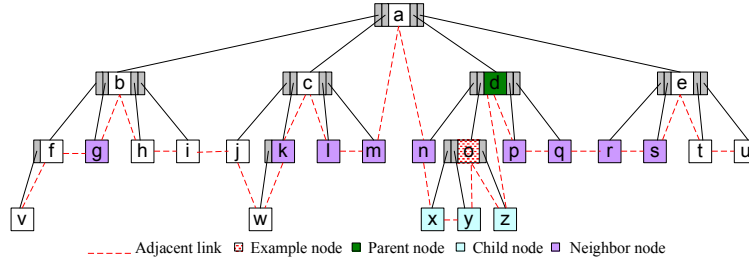 a
b c d e
f g h i j k l m n o p q r s t u
v w x y z
Adjacent link Example node Parent node Child node Neighbor node